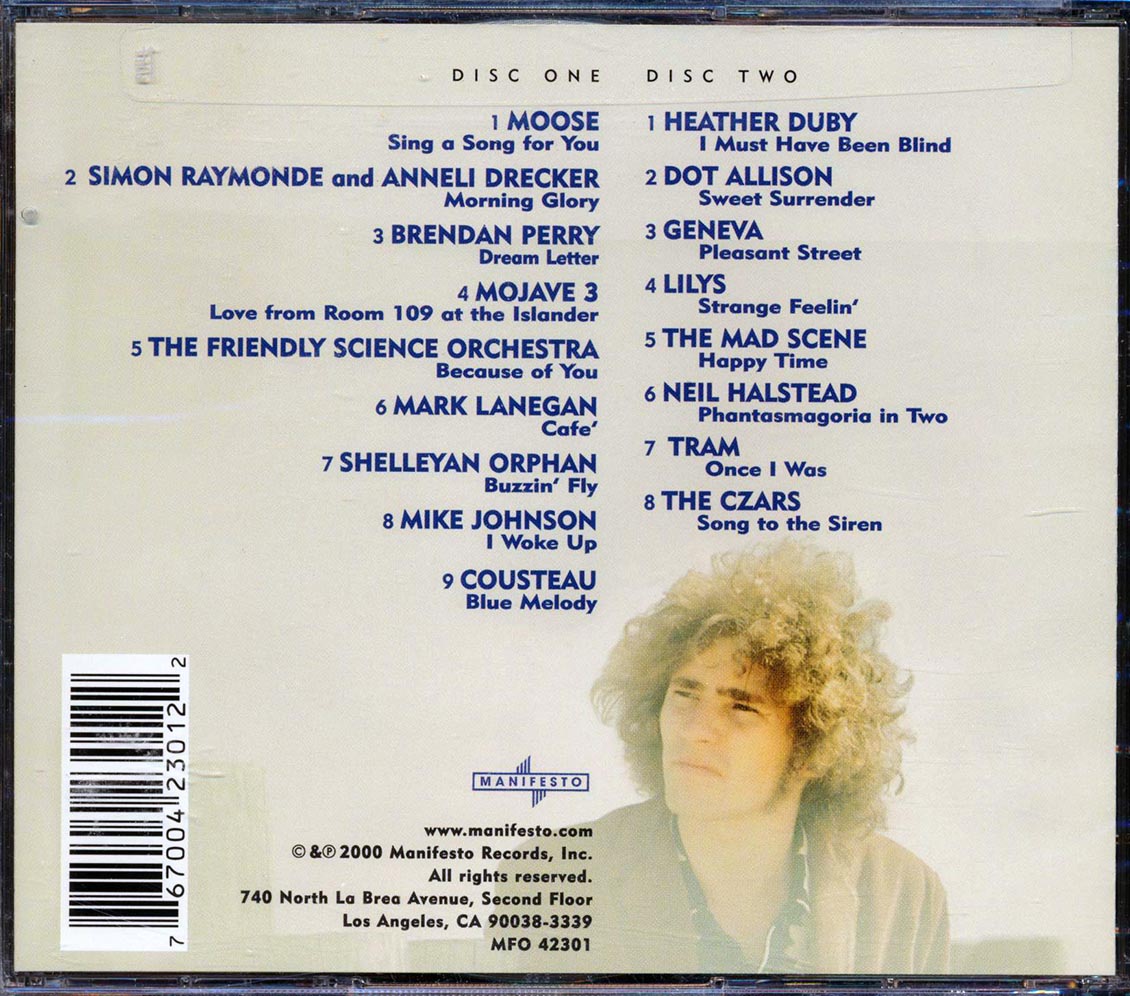 DISC ONE
1 MOOSE
Sing a Song for You
2 SIMON RAYMONDE and ANNELI DRECKER
Morning Glory
3 BRENDAN PERRY
Dream Letter
4 MOJAVE 3
Love from Room 109 at the Islander
5 THE FRIENDLY SCIENCE ORCHESTRA
Because of You
6 MARK LANEGAN
Cafe'
7 SHELLEYAN ORPHAN
Buzzin' Fly
8 MIKE JOHNSON
I Woke Up
9 COUSTEAU
Blue Melody
DISC TWO
1 HEATHER DUBY
I Must Have Been Blind
2 DOT ALLISON
Sweet Surrender
3 GENEVA
Pleasant Street
4 LILYS
Strange Feelin'
5 THE MAD SCENE
Happy Time
6 NEIL HALSTEAD
Phantasmagoria in Two
7 TRAM
Once I Was
8 THE CZARS
Song to the Siren
7 67004 23012 2
MANIFESTO
www.manifesto.com
©&℗2000 Manifesto Records, Inc.
All rights reserved.
740 North La Brea Avenue, Second Floor
Los Angeles, CA 90038-3339
MFO 42301